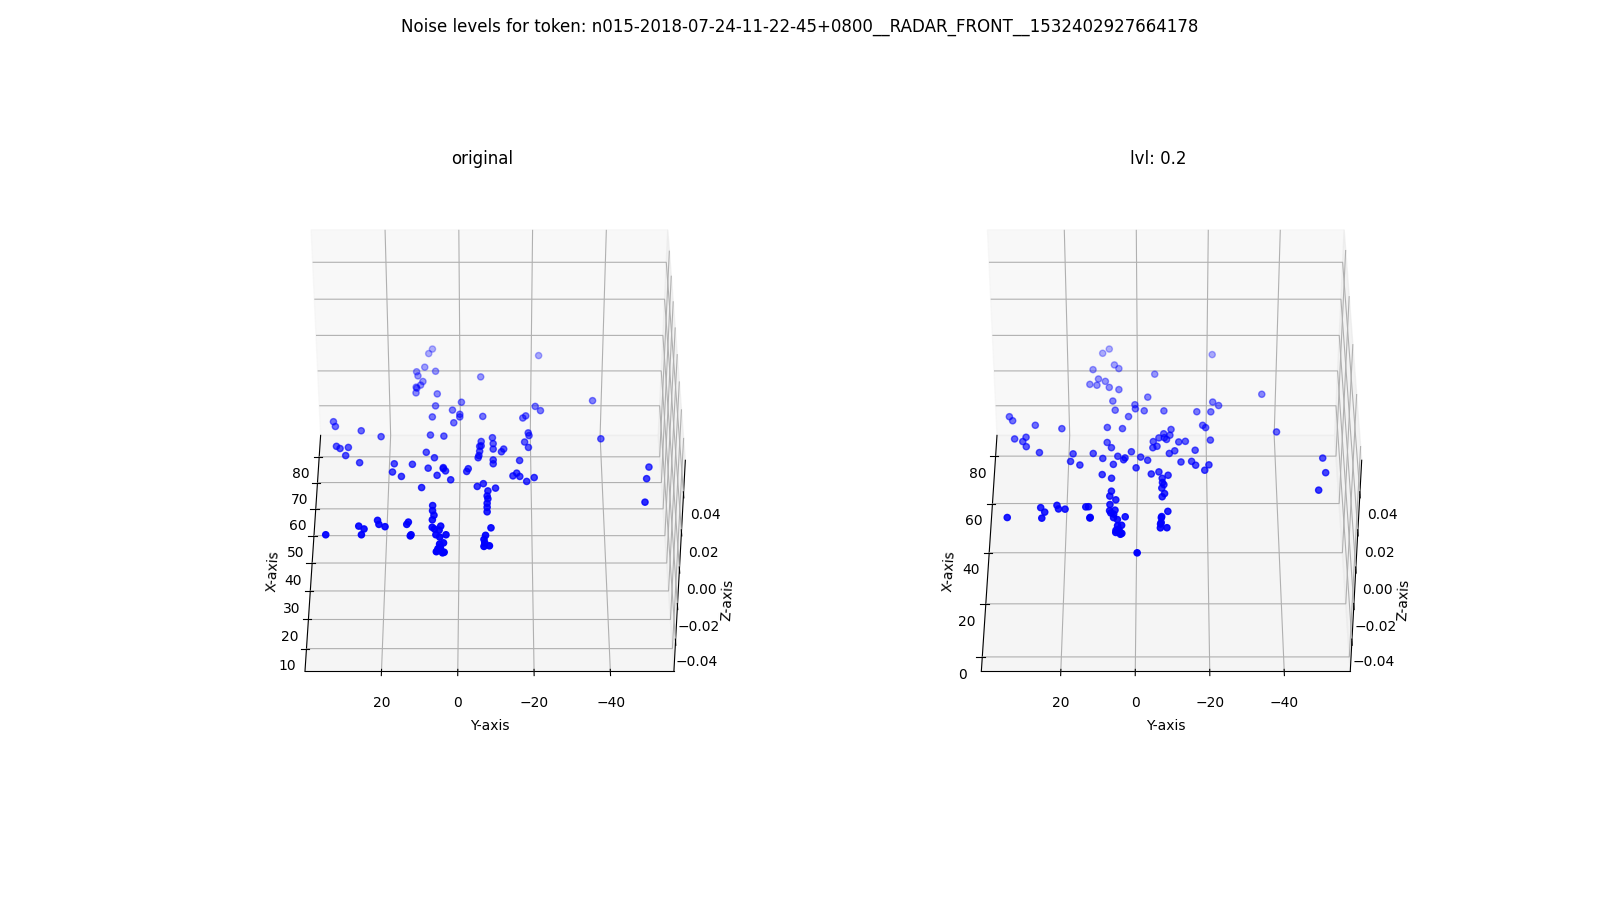 Noise levels for token: n015-2018-07-24-11-22-45+0800__RADAR_FRONT__1532402927664178
original
80
70
60
50
40
30
20
10
X-axis
20 0 −20 −40
Y-axis
0.04
0.02
0.00
−0.02
−0.04
Z-axis
lvl: 0.2
80
60
40
20
0
X-axis
20 0 −20 −40
Y-axis
0.04
0.02
0.00
−0.02
−0.04
Z-axis